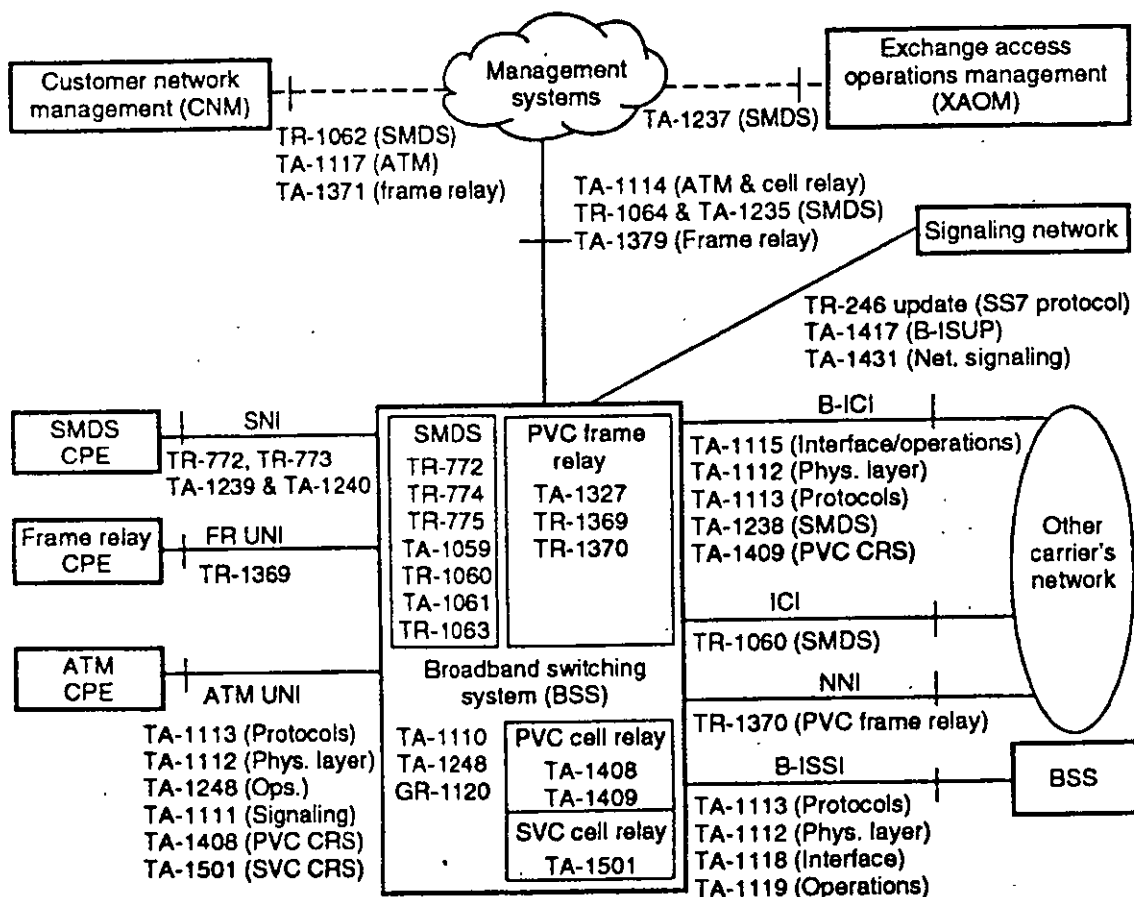 Customer network
management (CNM)
Management
systems
Exchange access
operations management
(XAOM)
TR-1062 (SMDS)
TA-1117 (ATM)
TA-1371 (frame relay)
TA-1237 (SMDS)
TA-1114 (ATM & cell relay)
TR-1064 & TA-1235 (SMDS)
TA-1379 (Frame relay)
Signaling network
TR-246 update (SS7 protocol)
TA-1417 (B-ISUP)
TA-1431 (Net. signaling)
SMDS
CPE
SNI
TR-772, TR-773
TA-1239 & TA-1240
Frame relay
CPE
FR UNI
TR-1369
ATM
CPE
ATM UNI
TA-1113 (Protocols)
TA-1112 (Phys. layer)
TA-1248 (Ops.)
TA-1111 (Signaling)
TA-1408 (PVC CRS)
TA-1501 (SVC CRS)
SMDS
TR-772
TR-774
TR-775
TA-1059
TR-1060
TA-1061
TR-1063
PVC frame
relay
TA-1327
TR-1369
TR-1370
Broadband switching
system (BSS)
TA-1110
TA-1248
GR-1120
PVC cell relay
TA-1408
TA-1409
SVC cell relay
TA-1501
B-ICI
TA-1115 (Interface/operations)
TA-1112 (Phys. layer)
TA-1113 (Protocols)
TA-1238 (SMDS)
TA-1409 (PVC CRS)
ICI
TR-1060 (SMDS)
NNI
TR-1370 (PVC frame relay)
Other
carrier's
network
B-ISSI
TA-1113 (Protocols)
TA-1112 (Phys. layer)
TA-1118 (Interface)
TA-1119 (Operations)
BSS